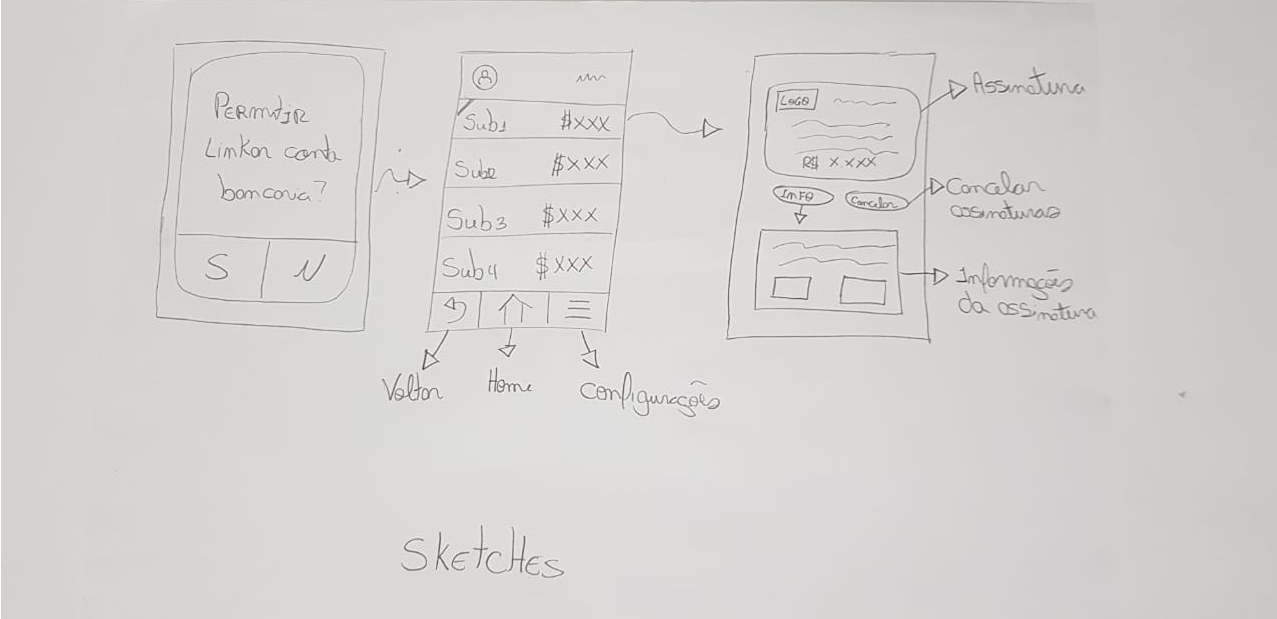 PERMITIR
Linkar conta
bancaria?
S N
Sub1 $XXX
Sub2 $XXX
Sub3 $XXX
Sub4 $XXX
Voltar Home Configurações
LOGO
R$ X.XXX
INFO Cancelar
Assinatura
Cancelar
assinaturas
Informações
da assinatura
SKETCHES